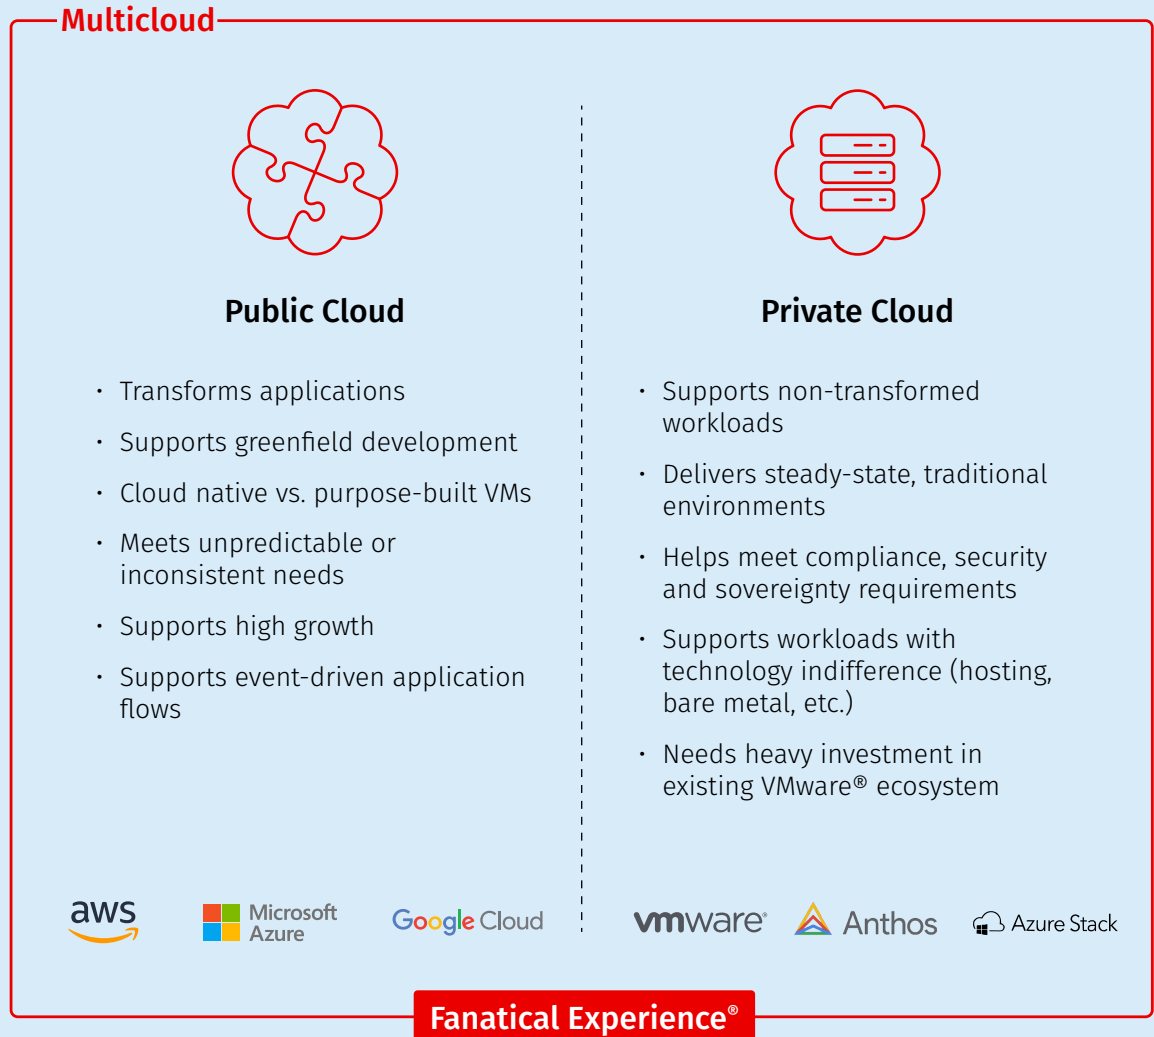 Multicloud
Public Cloud
• Transforms applications
• Supports greenfield development
• Cloud native vs. purpose-built VMs
• Meets unpredictable or
inconsistent needs
• Supports high growth
• Supports event-driven application
flows
aws
Microsoft
Azure
Google Cloud
Private Cloud
• Supports non-transformed
workloads
• Delivers steady-state, traditional
environments
• Helps meet compliance, security
and sovereignty requirements
• Supports workloads with
technology indifference (hosting,
bare metal, etc.)
• Needs heavy investment in
existing VMware® ecosystem
vmware®
Anthos
Azure Stack
Fanatical Experience®